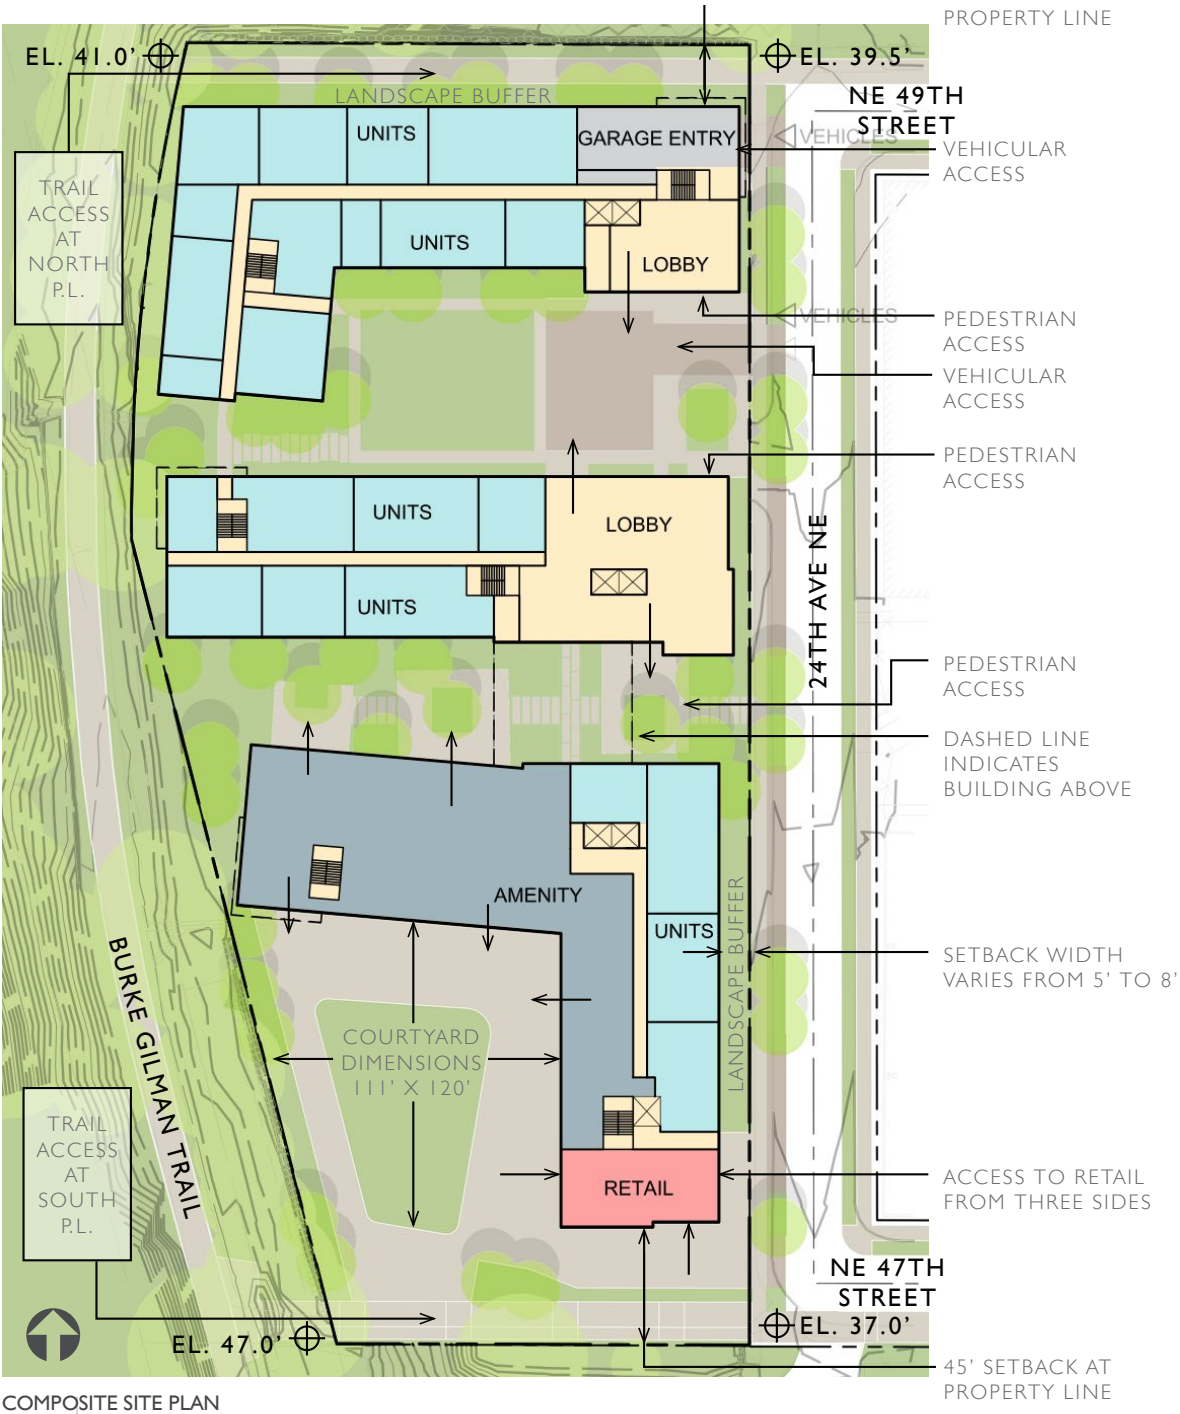 PROPERTY LINE
EL. 41.0'
EL. 39.5'
LANDSCAPE BUFFER
NE 49TH
STREET
UNITS
GARAGE ENTRY
VEHICLES
VEHICULAR
ACCESS
TRAIL
ACCESS
AT
NORTH
P.L.
UNITS
LOBBY
VEHICLES
PEDESTRIAN
ACCESS
VEHICULAR
ACCESS
PEDESTRIAN
ACCESS
UNITS
LOBBY
24TH AVE NE
UNITS
PEDESTRIAN
ACCESS
DASHED LINE
INDICATES
BUILDING ABOVE
AMENITY
UNITS
LANDSCAPE BUFFER
SETBACK WIDTH
VARIES FROM 5' TO 8'
BURKE GILMAN TRAIL
COURTYARD
DIMENSIONS
111' X 120'
TRAIL
ACCESS
AT
SOUTH
P.L.
RETAIL
ACCESS TO RETAIL
FROM THREE SIDES
NE 47TH
STREET
EL. 47.0'
EL. 37.0'
45' SETBACK AT
PROPERTY LINE
COMPOSITE SITE PLAN